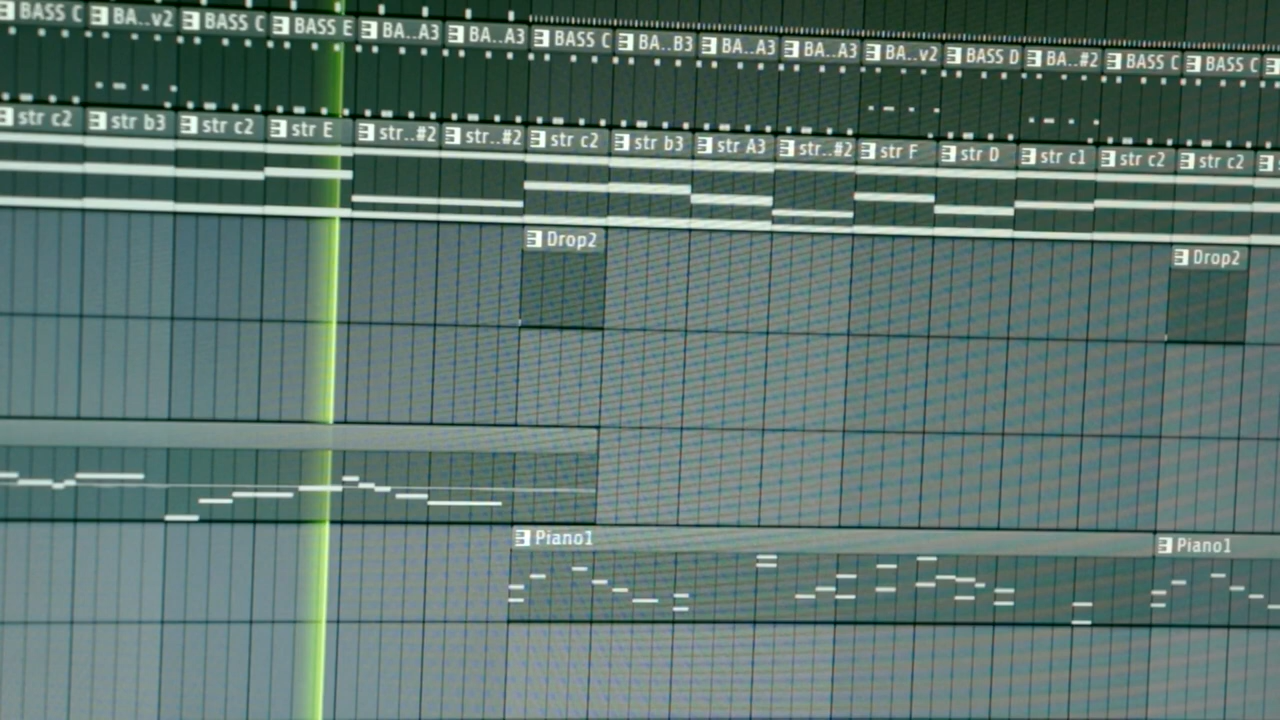 BASS C BA..v2 BASS C BASS E BA..A3 BA..A3 BASS C BA..B3 BA..A3 BA..A3 BA..v2 BASS D BA..#2 BASS C BASS C
str c2 str b3 str c2 str E str..#2 str..#2 str c2 str b3 str A3 str..#2 str F str D str c1 str c2 str c2
Drop2 Drop2
Piano1 Piano1